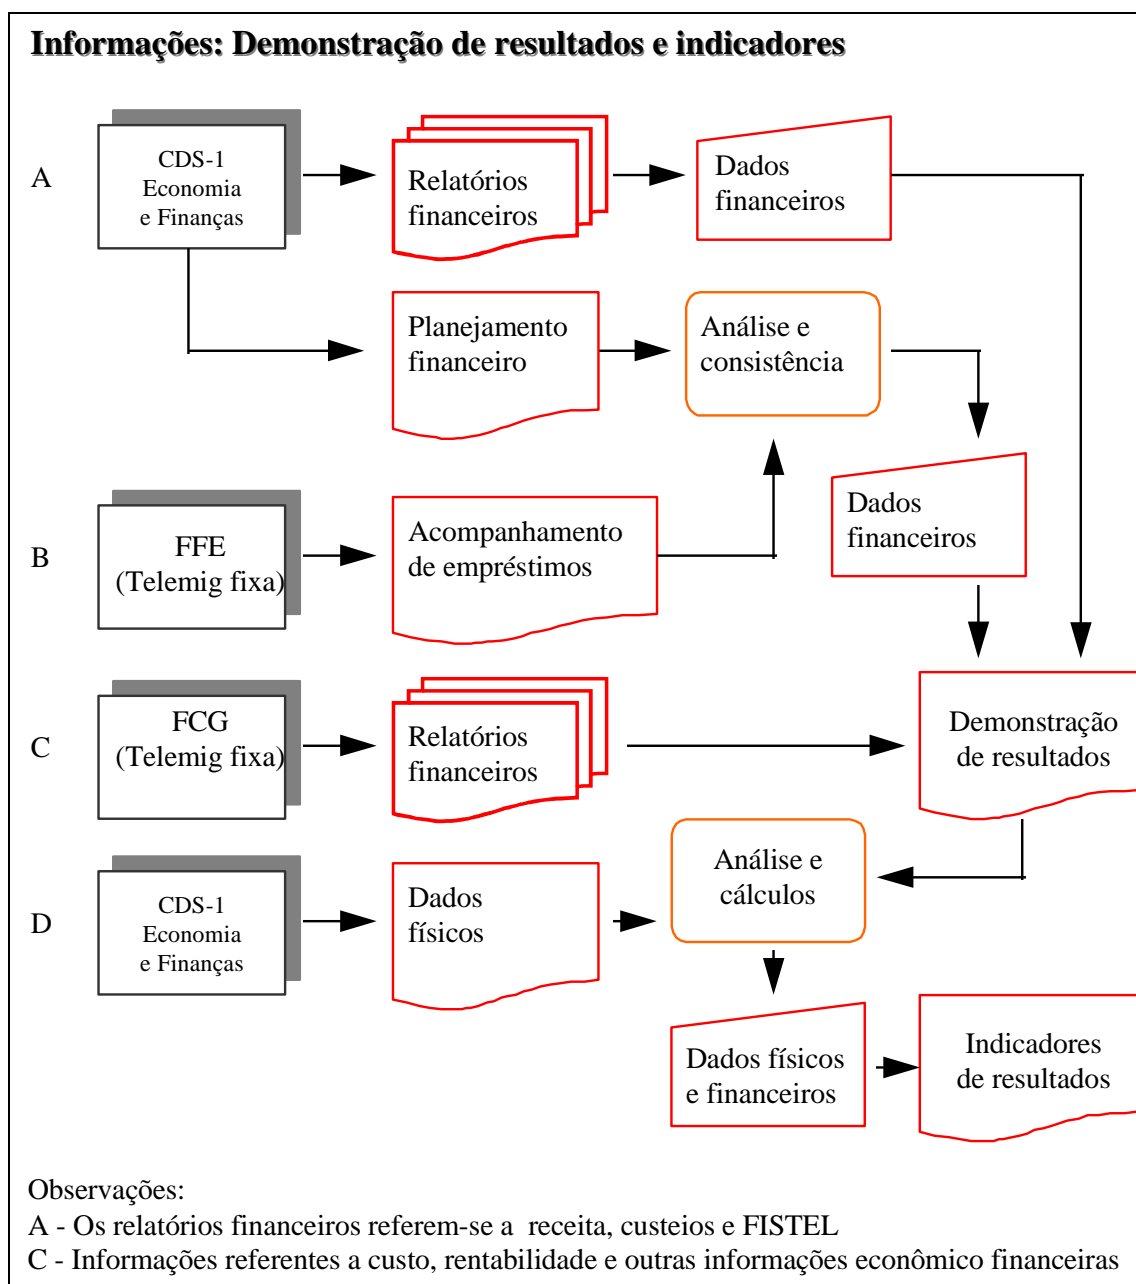 Informações: Demonstração de resultados e indicadores
A
CDS-1
Economia
e Finanças
Relatórios
financeiros
Dados
financeiros
Planejamento
financeiro
Análise e
consistência
Dados
financeiros
B
FFE
(Telemig fixa)
Acompanhamento
de empréstimos
C
FCG
(Telemig fixa)
Relatórios
financeiros
Demonstração
de resultados
D
CDS-1
Economia
e Finanças
Dados
físicos
Análise e
cálculos
Dados físicos
e financeiros
Indicadores
de resultados
Observações:
A - Os relatórios financeiros referem-se a  receita, custeios e FISTEL
C - Informações referentes a custo, rentabilidade e outras informações econômico financeiras